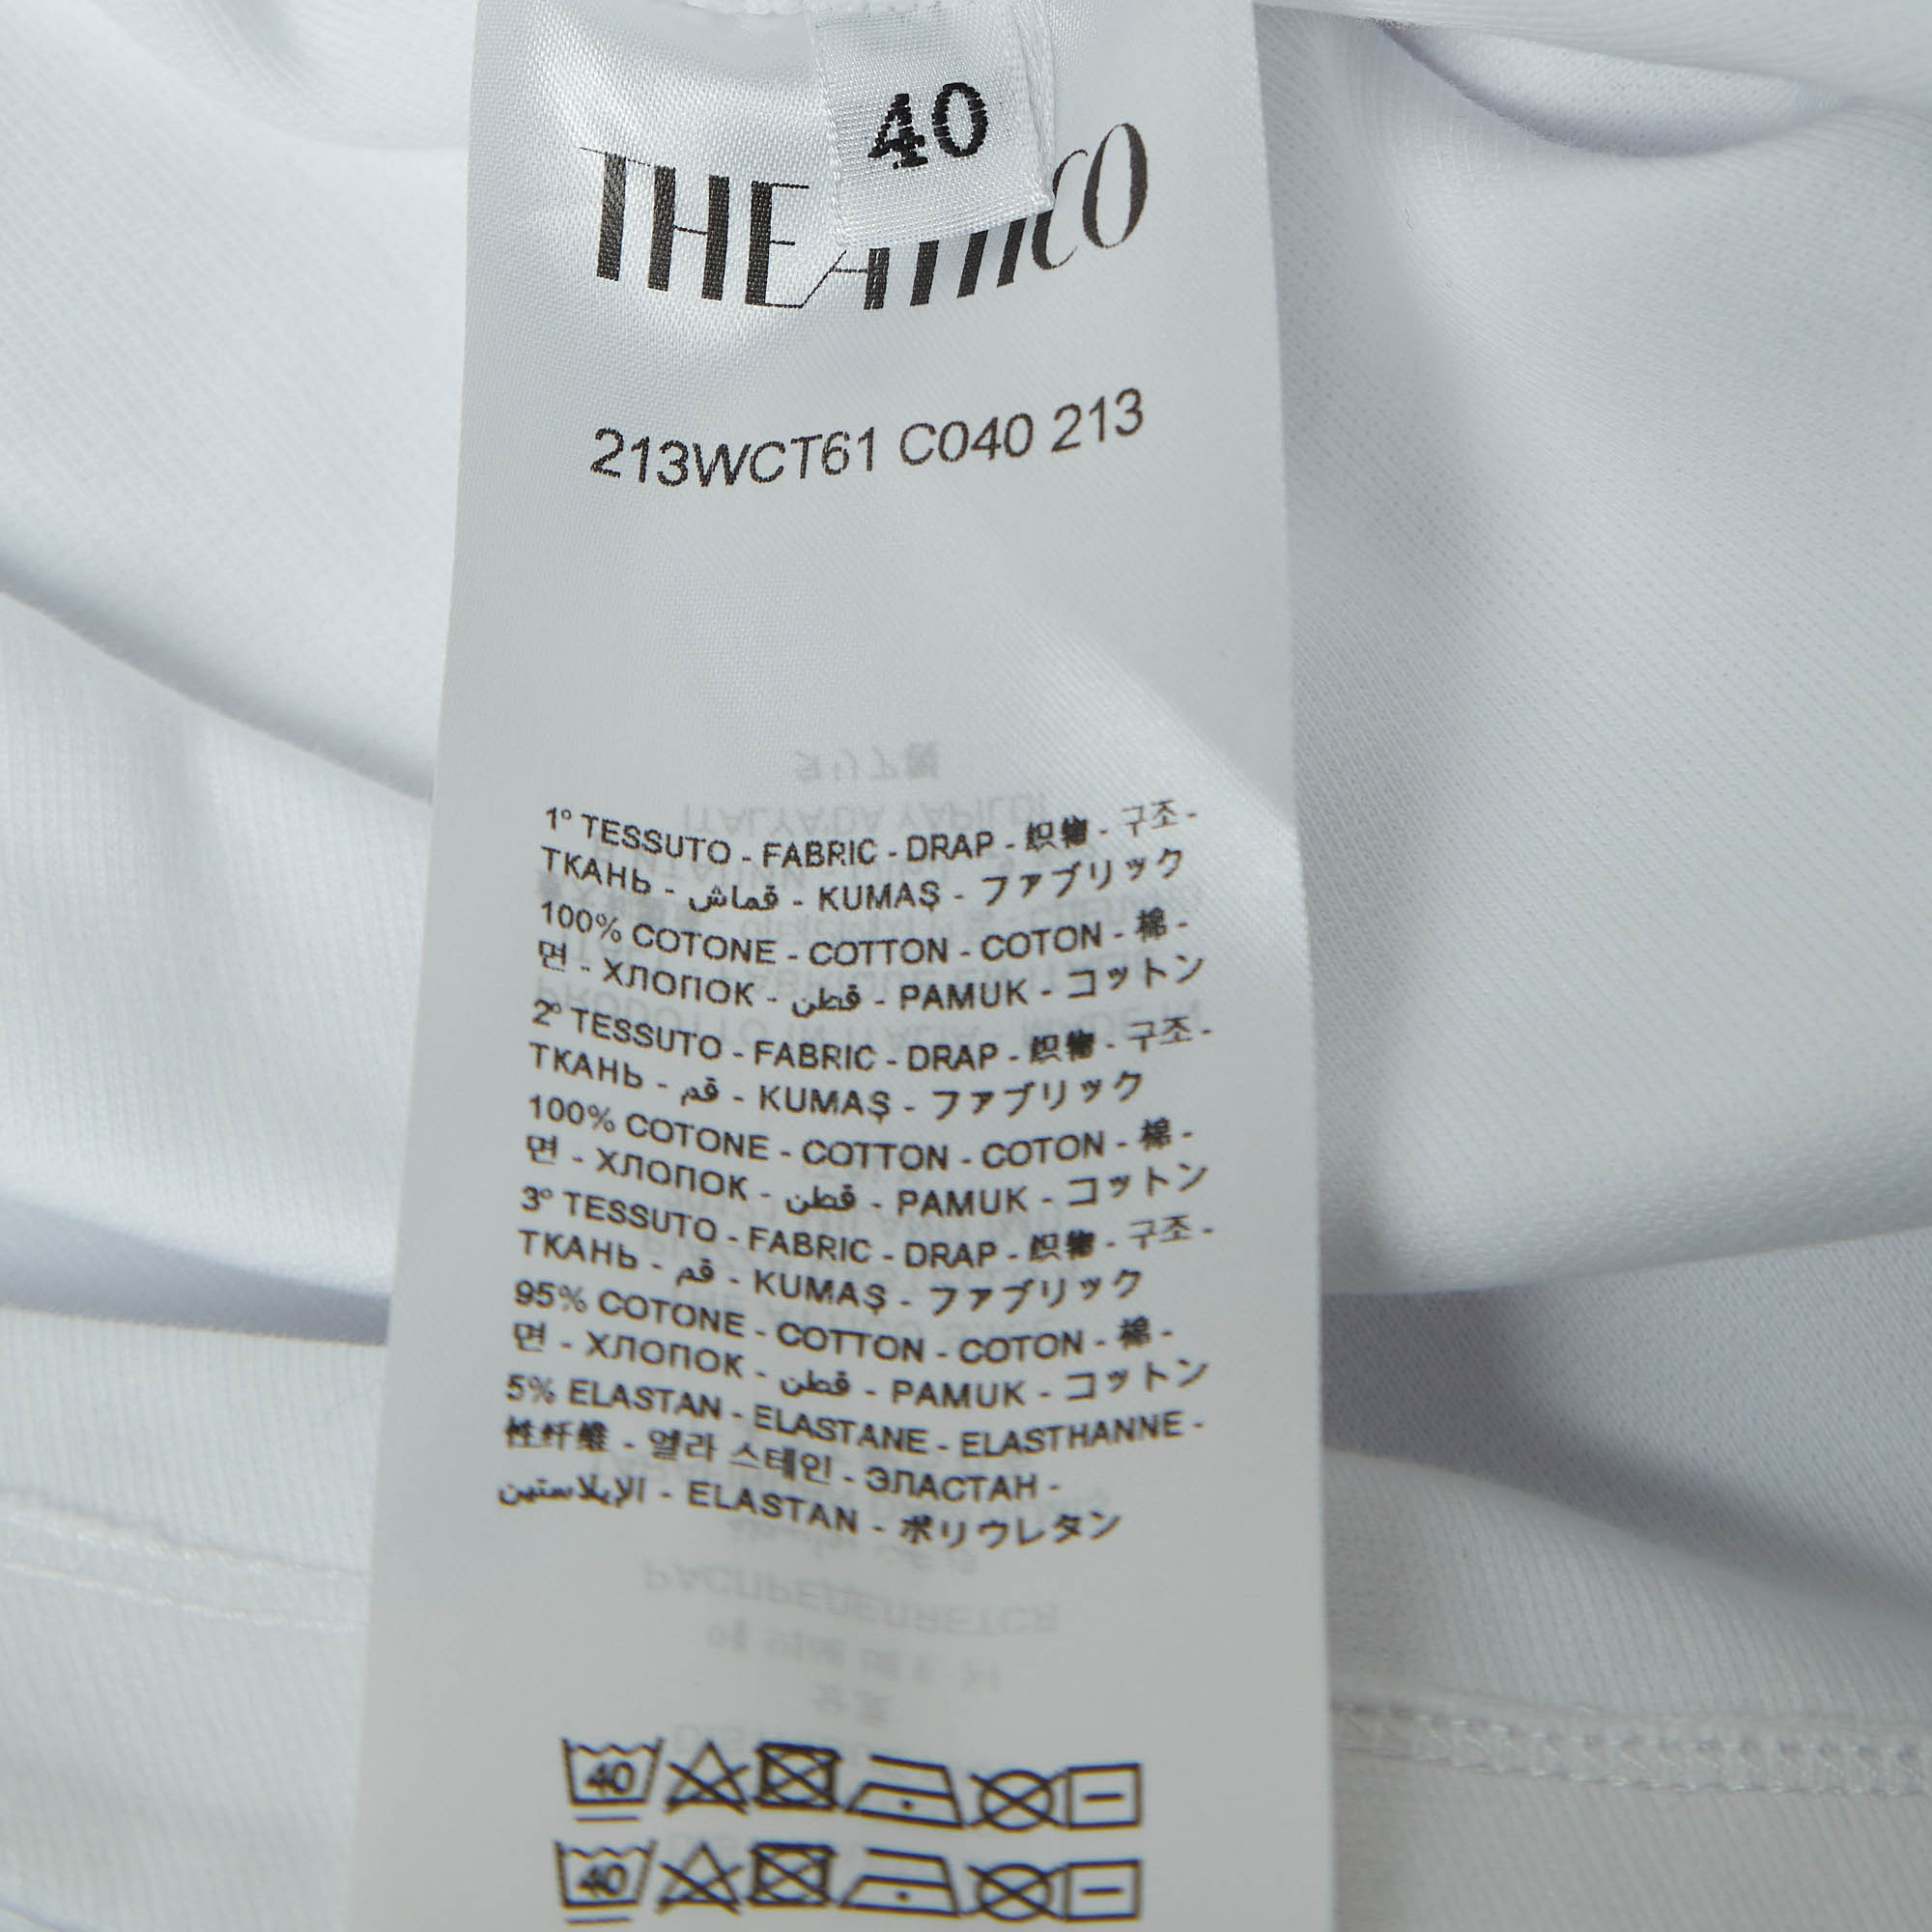 40
THE ATTICO
213WCT61 C040 213
1° TESSUTO - FABRIC - DRAP - 织物 - 구조 -
ТКАНЬ - قماش - KUMAŞ - ファブリック
100% COTONE - COTTON - COTON - 棉 -
면 - ХЛОПОК - قطن - PAMUK - コットン
2° TESSUTO - FABRIC - DRAP - 织物 - 구조 -
ТКАНЬ - قم - KUMAŞ - ファブリック
100% COTONE - COTTON - COTON - 棉 -
면 - ХЛОПОК - قطن - PAMUK - コットン
3° TESSUTO - FABRIC - DRAP - 织物 - 구조 -
ТКАНЬ - قم - KUMAŞ - ファブリック
95% COTONE - COTTON - COTON - 棉 -
면 - ХЛОПОК - قطن - PAMUK - コットン
5% ELASTAN - ELASTANE - ELASTHANNE -
性纤维 - 엘라 스테인 - ЭЛАСТАН -
الإيلاستين - ELASTAN - ポリウレタン
40
40